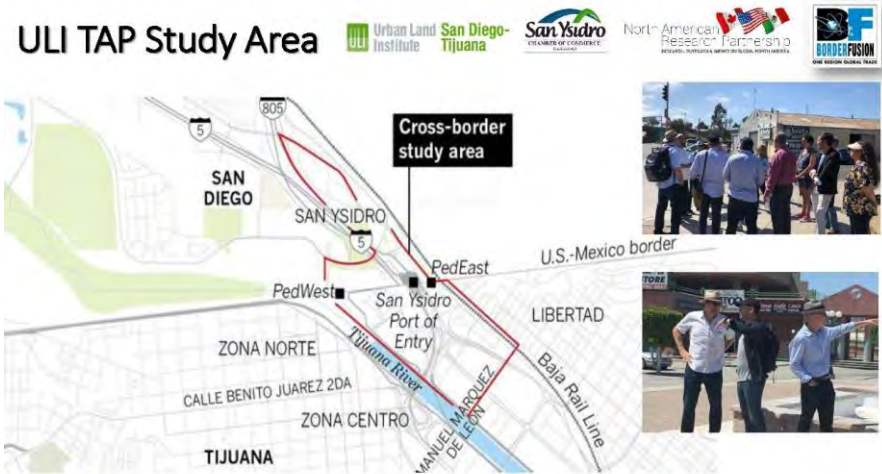 ULI TAP Study Area
ULI
Urban Land
Institute
San Diego-
Tijuana
San Ysidro
CHAMBER OF COMMERCE
North American
Research Partnership
B&F
BORDERFUSION
ONE REGION GLOBAL TRADE
805
5
Cross-border
study area
SAN
DIEGO
SAN YSIDRO
5
U.S.-Mexico border
PedEast
PedWest
San Ysidro
Port of
Entry
LIBERTAD
ZONA NORTE
Tijuana River
Baja Rail Line
CALLE BENITO JUAREZ 2DA
ZONA CENTRO
MANUEL MARQUEZ
DE LEON
TIJUANA